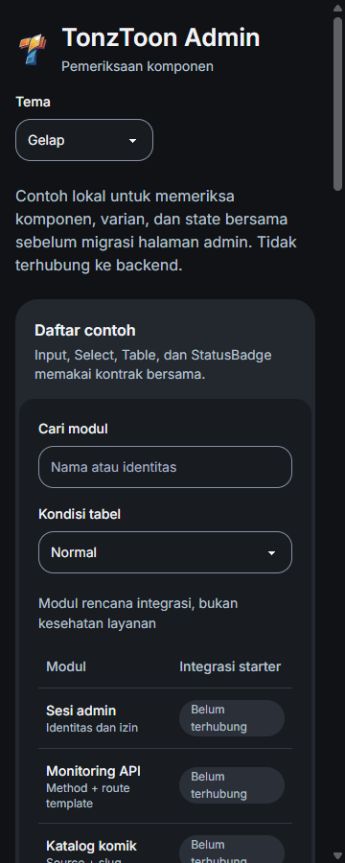 TonzToon Admin
Pemeriksaan komponen
Tema
Gelap
Contoh lokal untuk memeriksa
komponen, varian, dan state bersama
sebelum migrasi halaman admin. Tidak
terhubung ke backend.
Daftar contoh
Input, Select, Table, dan StatusBadge
memakai kontrak bersama.
Cari modul
Nama atau identitas
Kondisi tabel
Normal
Modul rencana integrasi, bukan
kesehatan layanan
Modul
Integrasi starter
Sesi admin
Identitas dan izin
Belum
terhubung
Monitoring API
Method + route
template
Belum
terhubung
Katalog komik
Source + slug
Belum
terhubung